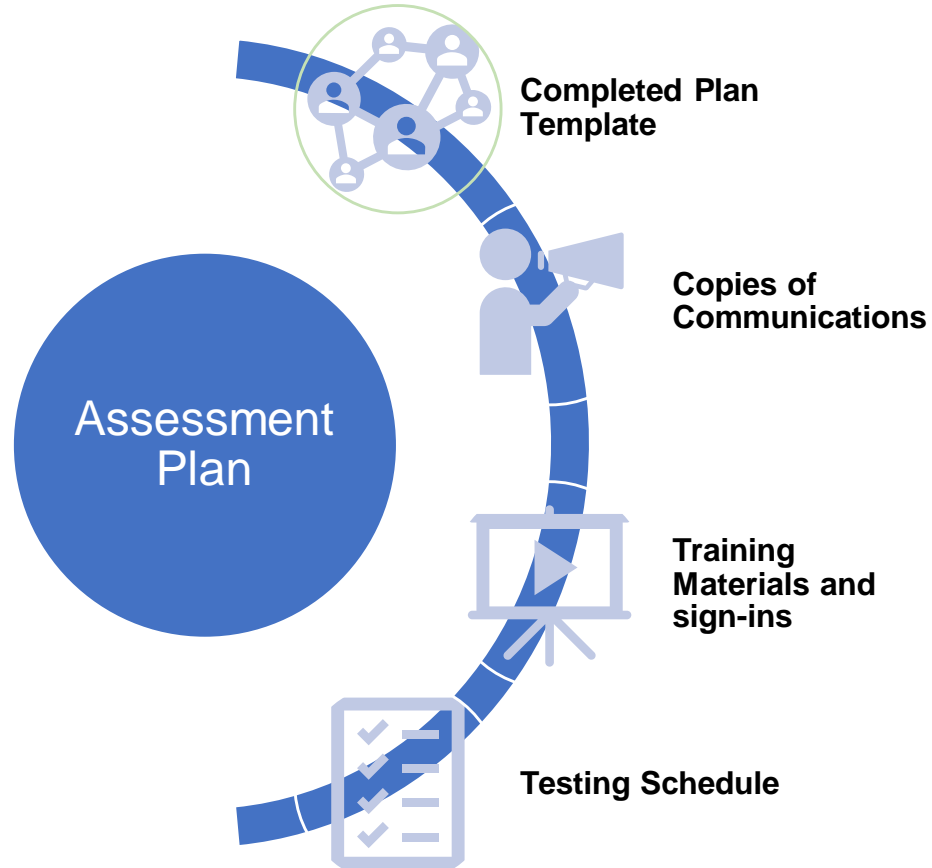 Completed Plan
Template
Copies of
Communications
Assessment
Plan
Training
Materials and
sign-ins
Testing Schedule